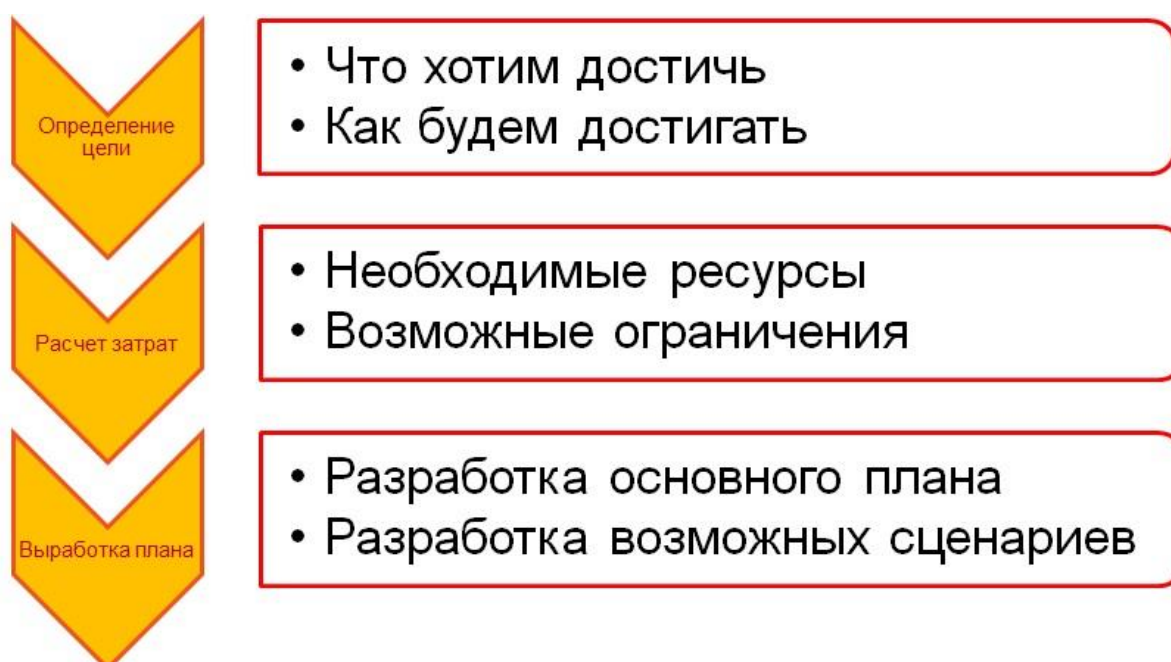 Определение
цели
• Что хотим достичь
• Как будем достигать
Расчет затрат
• Необходимые ресурсы
• Возможные ограничения
Выработка плана
• Разработка основного плана
• Разработка возможных сценариев